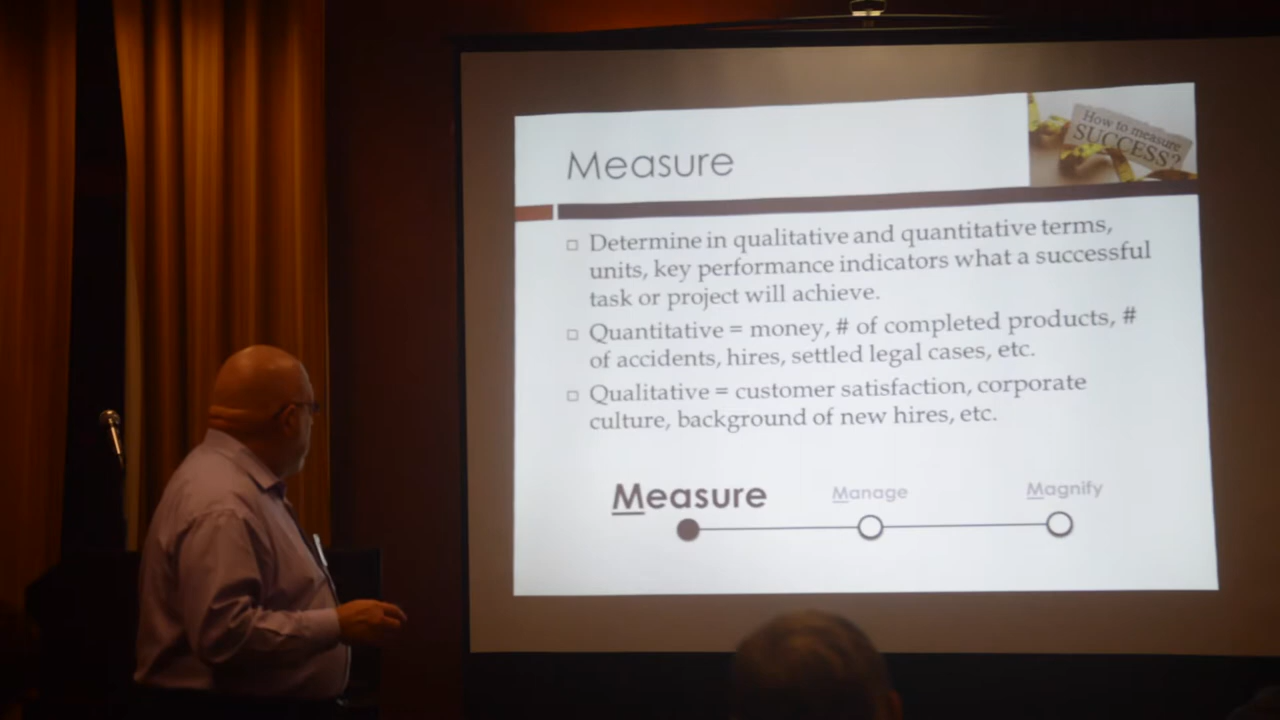 How to measure
SUCCESS?
Measure
Determine in qualitative and quantitative terms,
units, key performance indicators what a successful
task or project will achieve.
Quantitative = money, # of completed products, #
of accidents, hires, settled legal cases, etc.
Qualitative = customer satisfaction, corporate
culture, background of new hires, etc.
Measure
Manage
Magnify